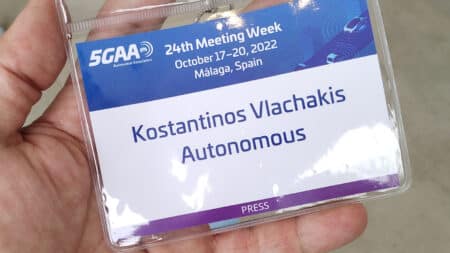 5GAA
Automotive Association
24th Meeting Week
October 17–20, 2022
Málaga, Spain
Kostantinos Vlachakis
Autonomous
PRESS